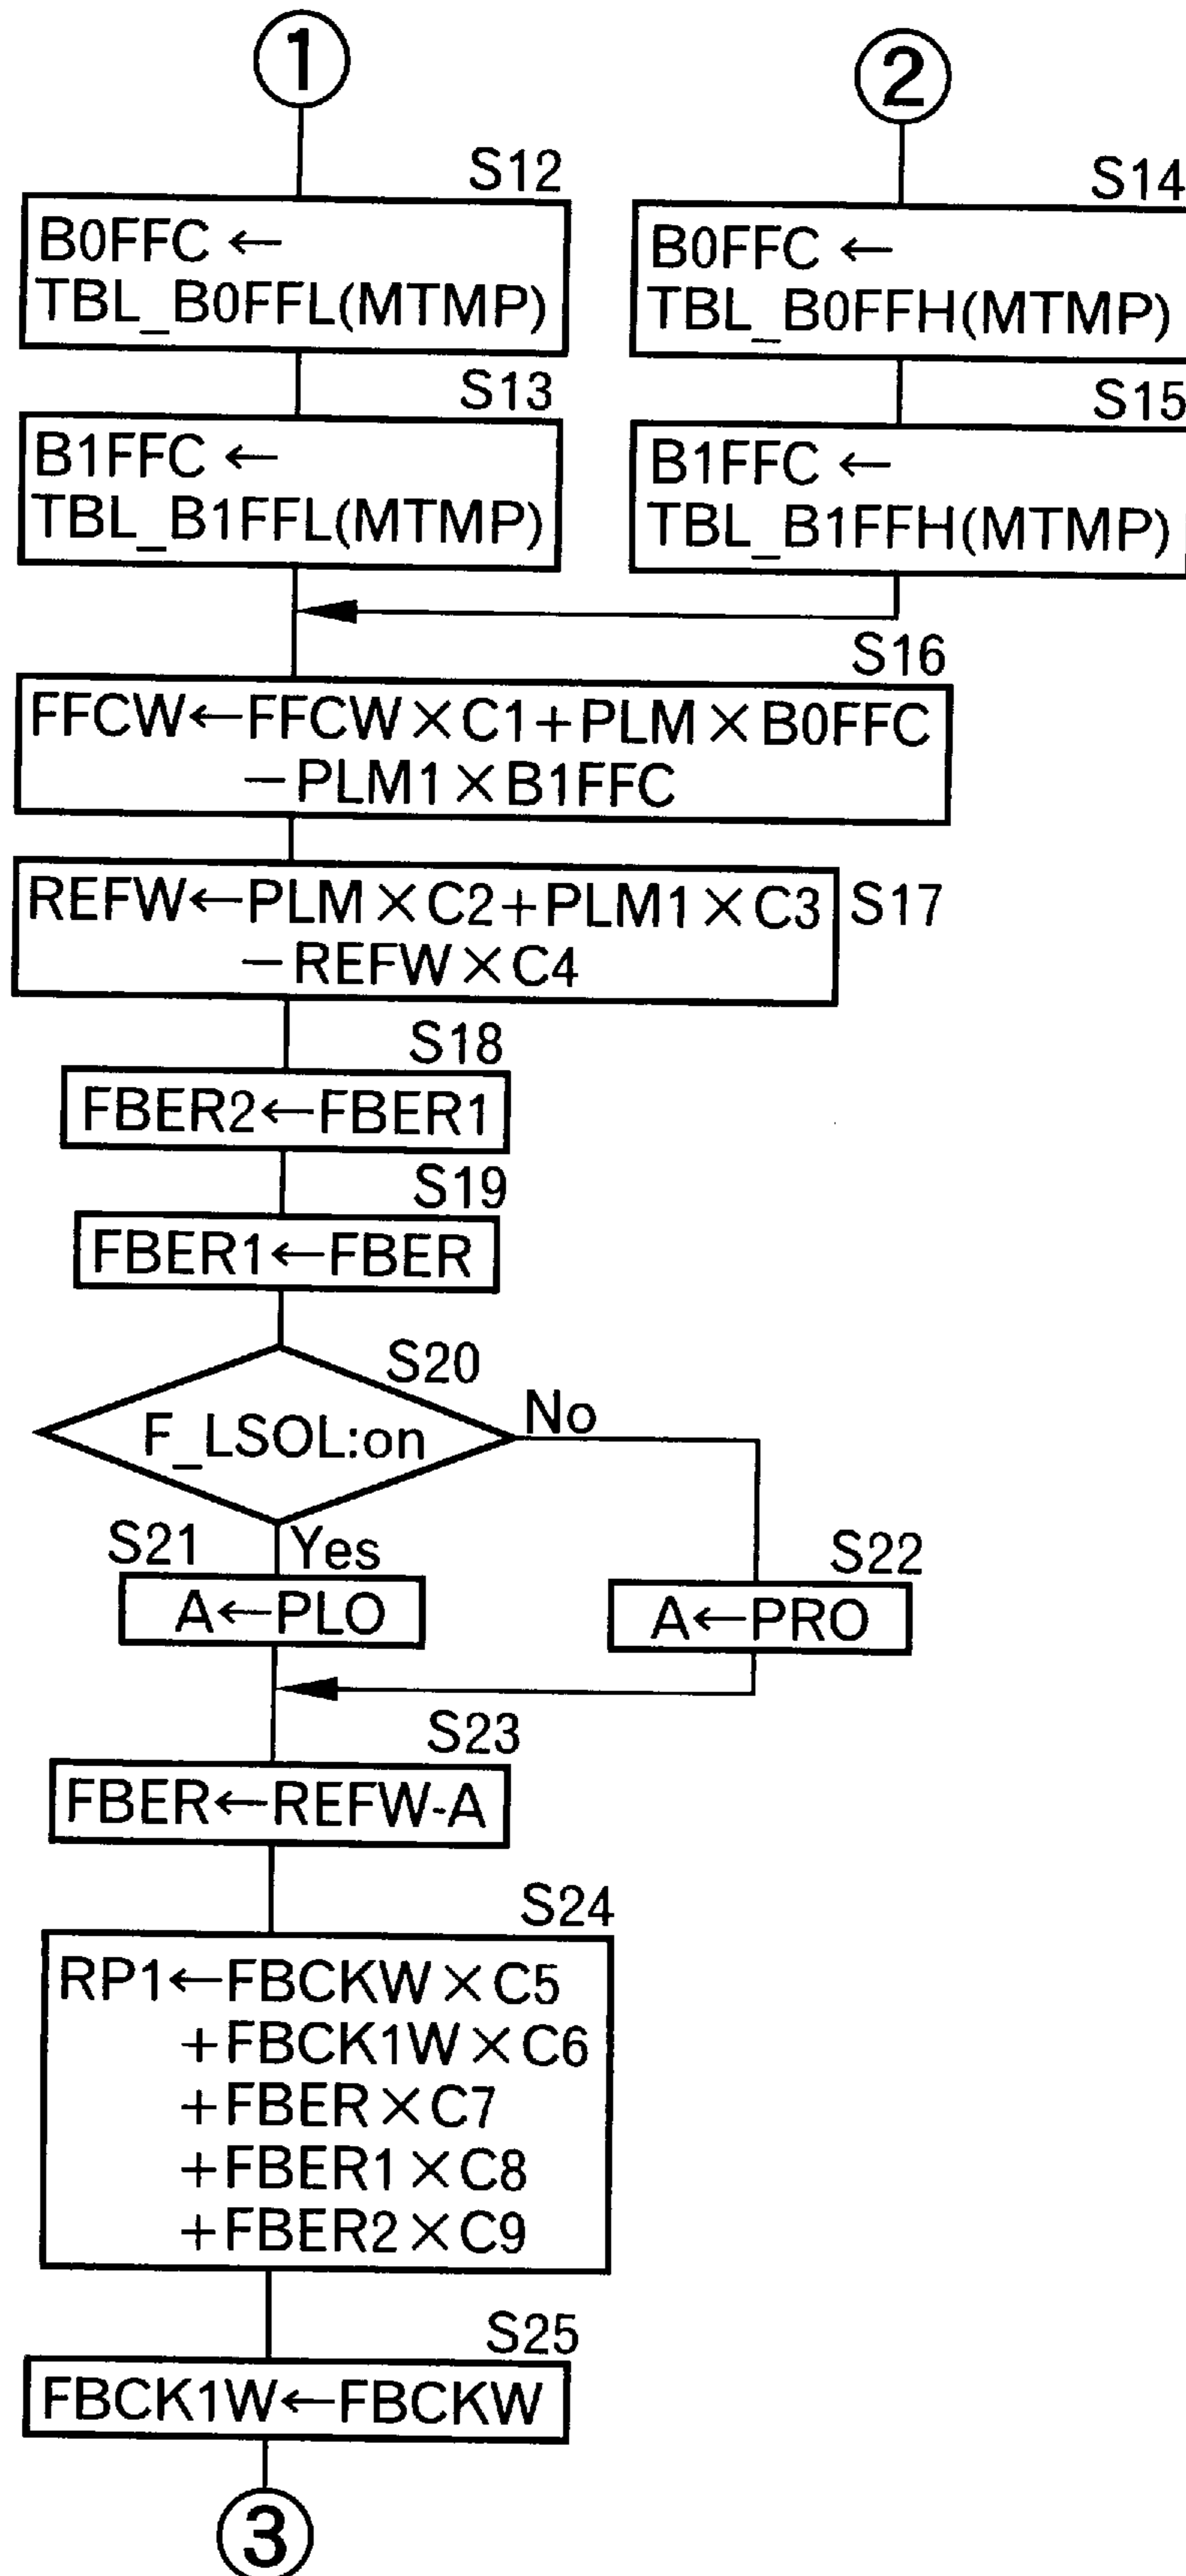 1
2
S12
B0FFC ←
TBL_B0FFL(MTMP)
S14
B0FFC ←
TBL_B0FFH(MTMP)
S13
B1FFC ←
TBL_B1FFL(MTMP)
S15
B1FFC ←
TBL_B1FFH(MTMP)
S16
FFCW←FFCW×C1+PLM×B0FFC
−PLM1×B1FFC
S17
REFW←PLM×C2+PLM1×C3
−REFW×C4
S18
FBER2←FBER1
S19
FBER1←FBER
S20
F_LSOL:on
No
Yes
S21
A←PLO
S22
A←PRO
S23
FBER←REFW-A
S24
RP1←FBCKW×C5
+FBCK1W×C6
+FBER×C7
+FBER1×C8
+FBER2×C9
S25
FBCK1W←FBCKW
3